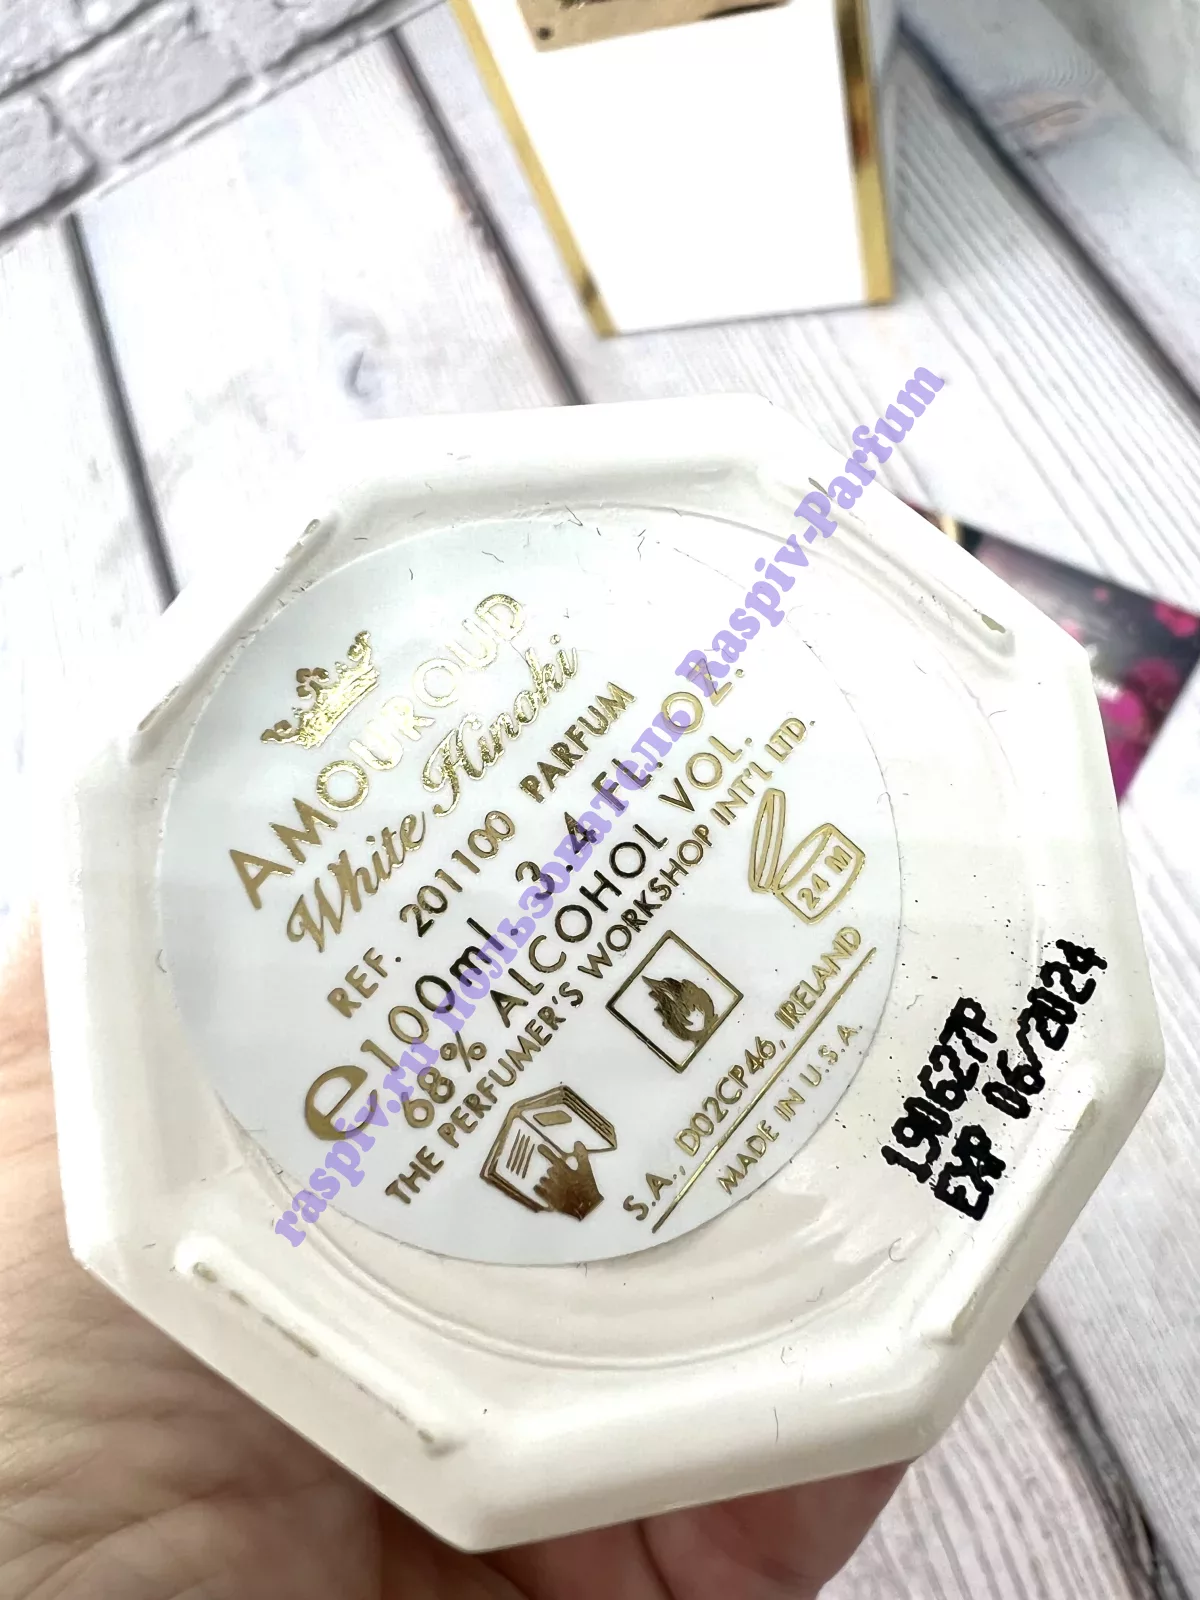 AMOUROUD
White Hinoki
REF. 201100 PARFUM
e100ml. 3.4 FL. OZ.
68% ALCOHOL VOL.
THE PERFUMER'S WORKSHOP INT'L LTD.
24 M
S.A., D02CP46, IRELAND
MADE IN U.S.A.
190627P
EXP 06/2024
raspiv.ru пользователь Raspiv-Parfum